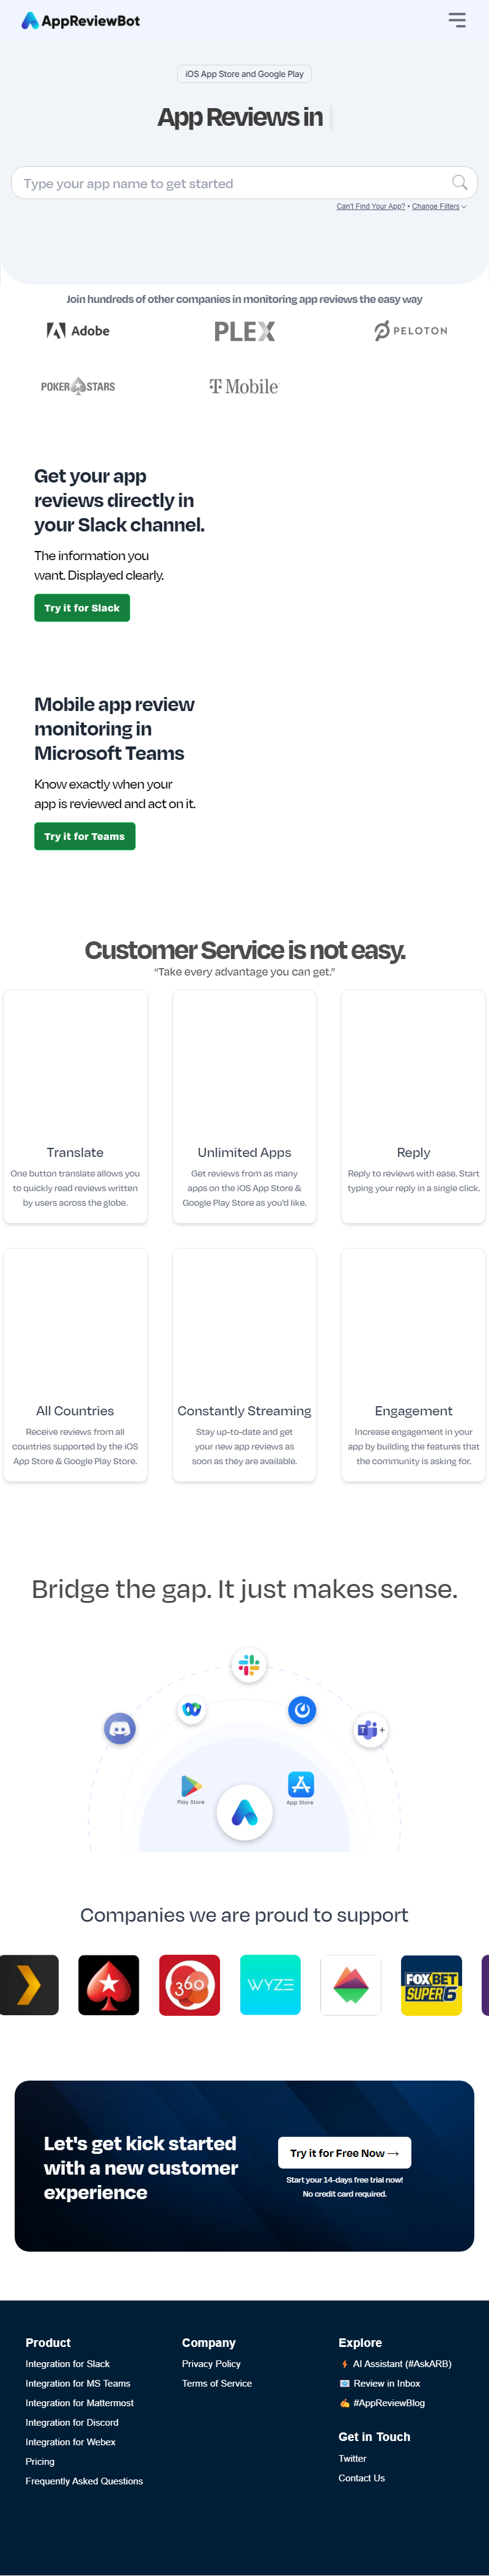 AppReviewBot
iOS App Store and Google Play
App Reviews in
Type your app name to get started
Can't Find Your App? • Change Filters
Join hundreds of other companies in monitoring app reviews the easy way
Adobe
PLEX
PELOTON
POKER STARS
T Mobile
Get your app
reviews directly in
your Slack channel.
The information you
want. Displayed clearly.
Try it for Slack
Mobile app review
monitoring in
Microsoft Teams
Know exactly when your
app is reviewed and act on it.
Try it for Teams
Customer Service is not easy.
“Take every advantage you can get.”
Translate
One button translate allows you
to quickly read reviews written
by users across the globe.
Unlimited Apps
Get reviews from as many
apps on the iOS App Store &
Google Play Store as you'd like.
Reply
Reply to reviews with ease. Start
typing your reply in a single click.
All Countries
Receive reviews from all
countries supported by the iOS
App Store & Google Play Store.
Constantly Streaming
Stay up-to-date and get
your new app reviews as
soon as they are available.
Engagement
Increase engagement in your
app by building the features that
the community is asking for.
Bridge the gap. It just makes sense.
Play Store
App Store
Companies we are proud to support
360
WYZE
FOX BET
SUPER 6
Let's get kick started
with a new customer
experience
Try it for Free Now →
Start your 14-days free trial now!
No credit card required.
Product
Integration for Slack
Integration for MS Teams
Integration for Mattermost
Integration for Discord
Integration for Webex
Pricing
Frequently Asked Questions
Company
Privacy Policy
Terms of Service
Explore
AI Assistant (#AskARB)
Review in Inbox
#AppReviewBlog
Get in Touch
Twitter
Contact Us